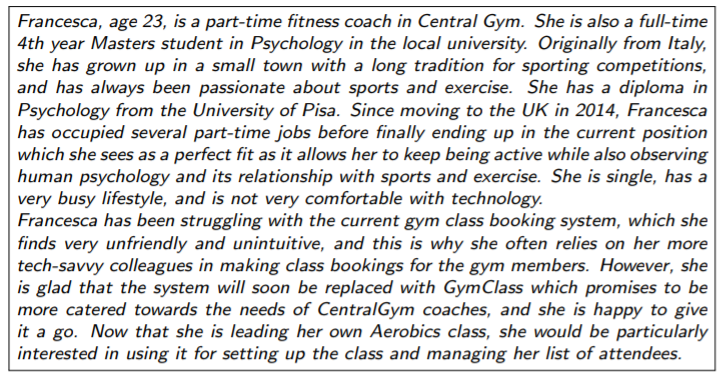 Francesca, age 23, is a part-time fitness coach in Central Gym. She is also a full-time
4th year Masters student in Psychology in the local university. Originally from Italy,
she has grown up in a small town with a long tradition for sporting competitions,
and has always been passionate about sports and exercise. She has a diploma in
Psychology from the University of Pisa. Since moving to the UK in 2014, Francesca
has occupied several part-time jobs before finally ending up in the current position
which she sees as a perfect fit as it allows her to keep being active while also observing
human psychology and its relationship with sports and exercise. She is single, has a
very busy lifestyle, and is not very comfortable with technology.
Francesca has been struggling with the current gym class booking system, which she
finds very unfriendly and unintuitive, and this is why she often relies on her more
tech-savvy colleagues in making class bookings for the gym members. However, she
is glad that the system will soon be replaced with GymClass which promises to be
more catered towards the needs of CentralGym coaches, and she is happy to give
it a go. Now that she is leading her own Aerobics class, she would be particularly
interested in using it for setting up the class and managing her list of attendees.